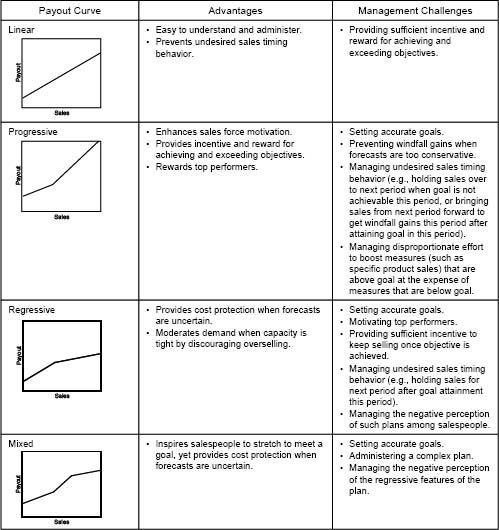 Payout Curve
Advantages
Management Challenges
Linear
Payout
Sales
• Easy to understand and administer.
• Prevents undesired sales timing
behavior.
• Providing sufficient incentive and
reward for achieving and
exceeding objectives.
Progressive
Payout
Sales
• Enhances sales force motivation.
• Provides incentive and reward for
achieving and exceeding objectives.
• Rewards top performers.
• Setting accurate goals.
• Preventing windfall gains when
forecasts are too conservative.
• Managing undesired sales timing
behavior (e.g., holding sales over
to next period when goal is not
achievable this period, or bringing
sales from next period forward to
get windfall gains this period after
attaining goal in this period).
• Managing disproportionate effort
to boost measures (such as
specific product sales) that are
above goal at the expense of
measures that are below goal.
Regressive
Payout
Sales
• Provides cost protection when forecasts
are uncertain.
• Moderates demand when capacity is
tight by discouraging overselling.
• Setting accurate goals.
• Motivating top performers.
• Providing sufficient incentive to
keep selling once objective is
achieved.
• Managing undesired sales timing
behavior (e.g., holding sales for
next period after goal attainment
this period).
• Managing the negative perception
of such plans among salespeople.
Mixed
Payout
Sales
• Inspires salespeople to stretch to meet a
goal, yet provides cost protection when
forecasts are uncertain.
• Setting accurate goals.
• Administering a complex plan.
• Managing the negative perception
of the regressive features of the
plan.